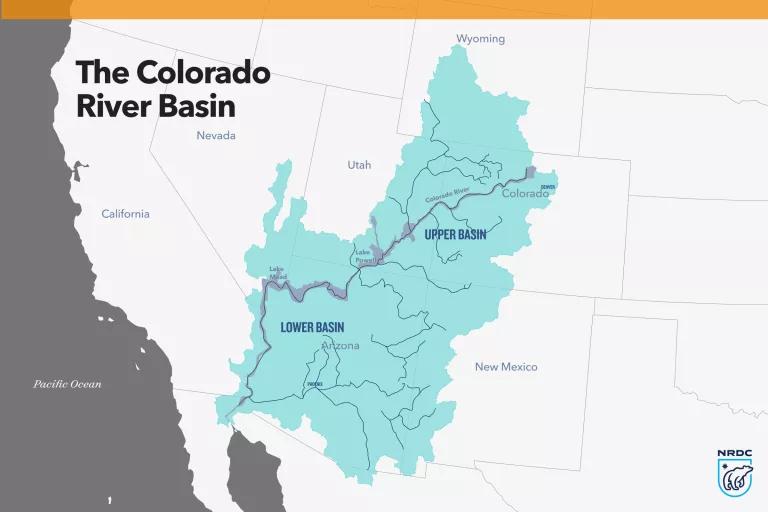 The Colorado
River Basin
Wyoming
Nevada
Utah
California
Colorado River
Colorado
DENVER
UPPER BASIN
Lake
Powell
Lake
Mead
LOWER BASIN
Arizona
New Mexico
PHOENIX
Pacific Ocean
NRDC